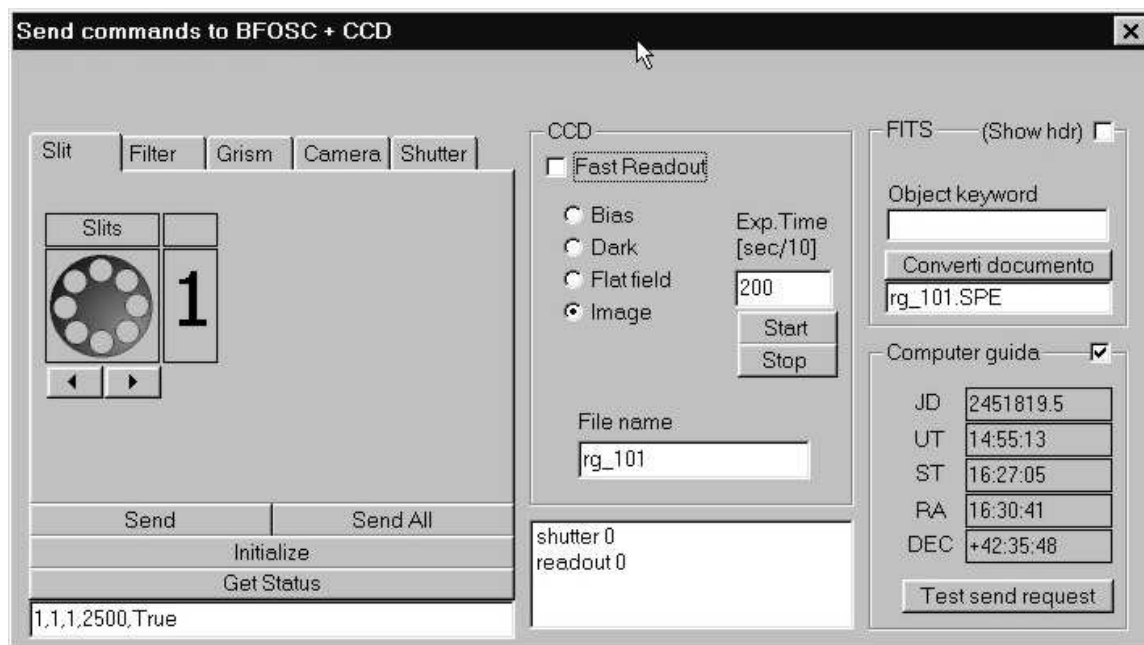 Send commands to BFOSC + CCD
Slit
Filter
Grism
Camera
Shutter
Slits
1
Send
Send All
Initialize
Get Status
1,1,1,2500,True
CCD
Fast Readout
Bias
Dark
Flat field
Image
Exp.Time
[sec/10]
200
Start
Stop
File name
rg_101
shutter 0
readout 0
FITS
(Show hdr)
Object keyword
Converti documento
rg_101.SPE
Computer guida
JD 2451819.5
UT 14:55:13
ST 16:27:05
RA 16:30:41
DEC +42:35:48
Test send request